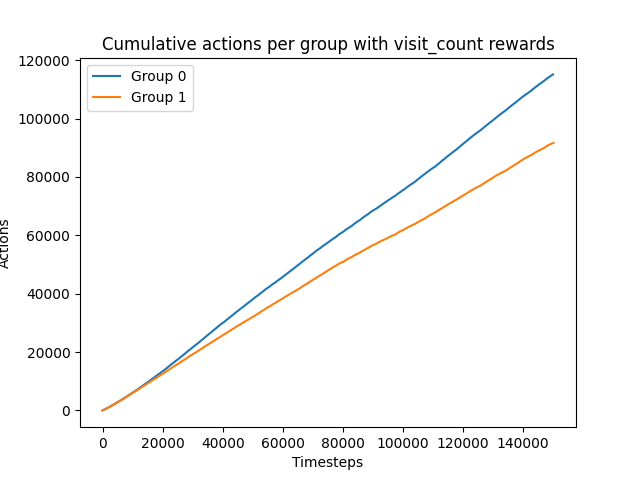 Cumulative actions per group with visit_count rewards
Group 0
Group 1
120000
100000
80000
60000
40000
20000
0
Actions
0 20000 40000 60000 80000 100000 120000 140000
Timesteps